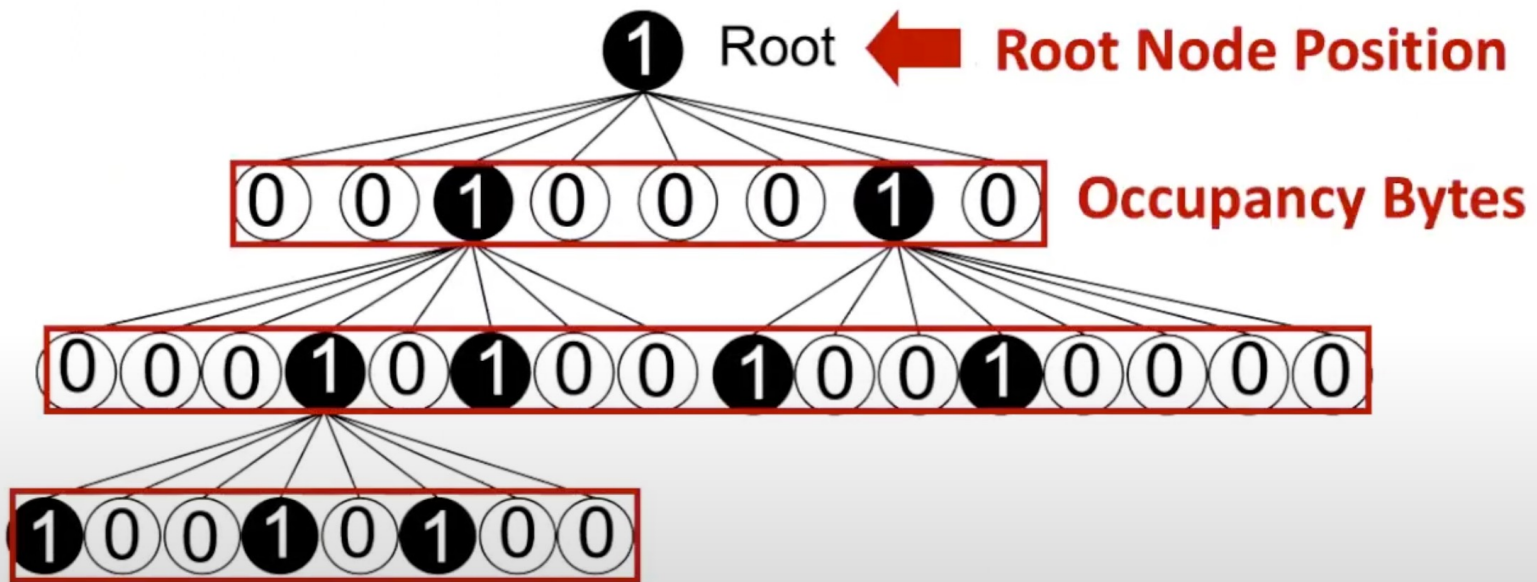 1 Root Root Node Position
0 0 1 0 0 0 1 0 Occupancy Bytes
0 0 0 1 0 1 0 0 1 0 0 1 0 0 0 0
1 0 0 1 0 1 0 0